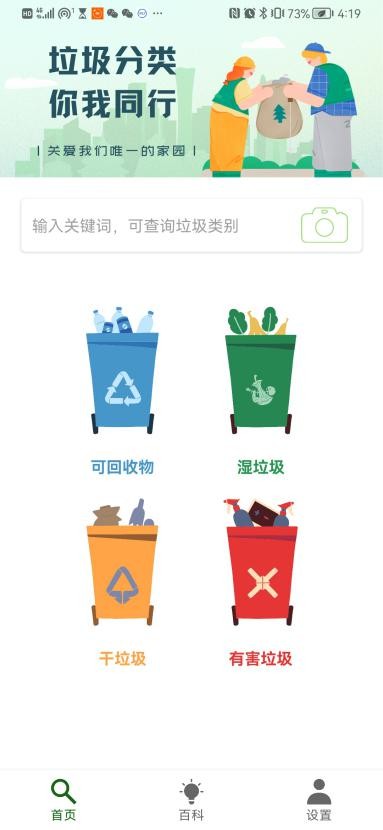 HD 4G 1 ... 73% 4:19
垃圾分类
你我同行
关爱我们唯一的家园
输入关键词，可查询垃圾类别
可回收物
湿垃圾
干垃圾
有害垃圾
首页
百科
设置